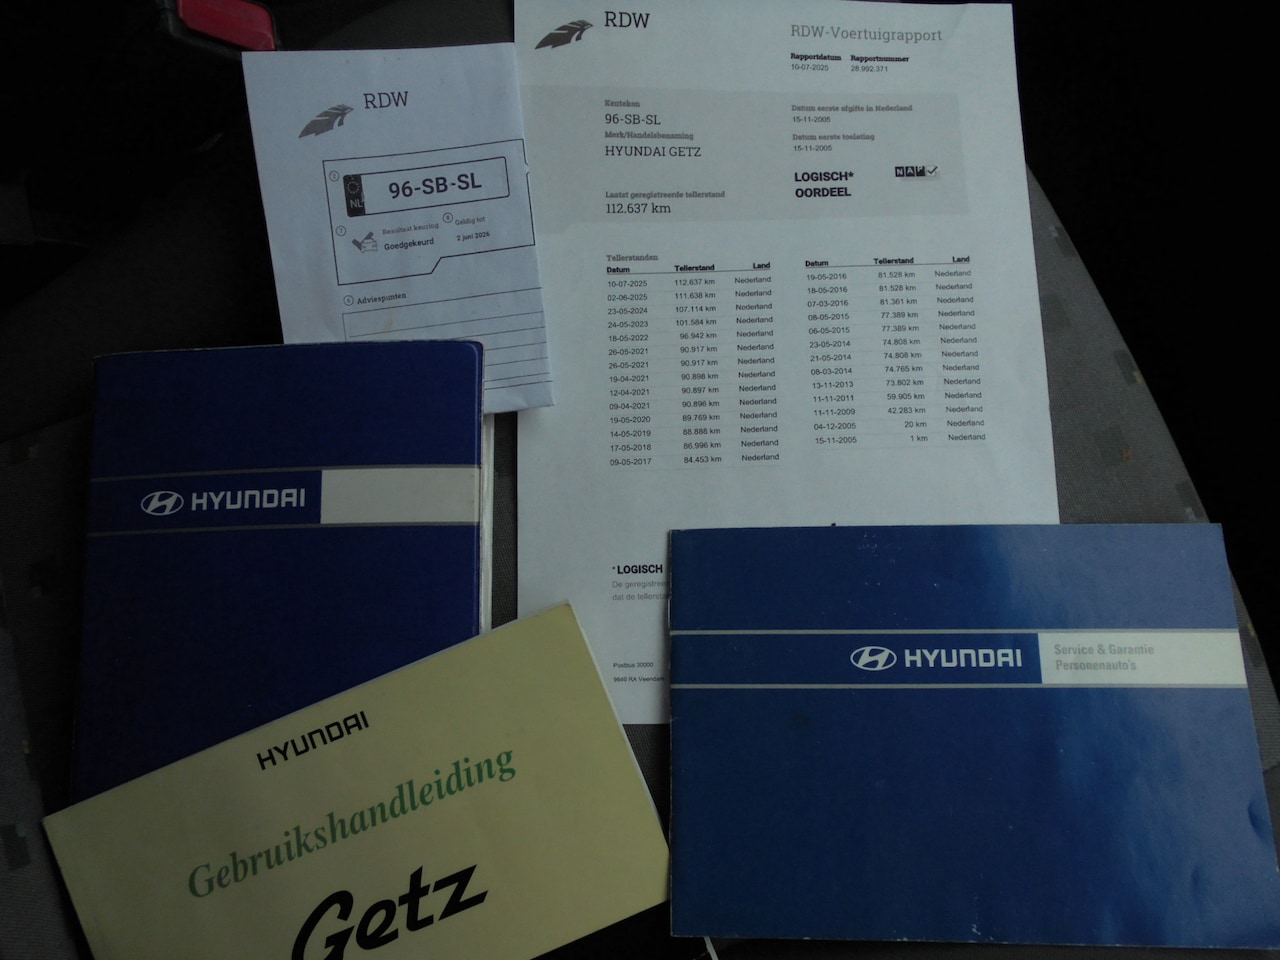 RDW
96-SB-SL
NL
7
8
Resultaat keuring
Geldig tot
Goedgekeurd
2 juni 2026
6 Adviespunten
RDW
RDW-Voertuigrapport
Rapportdatum Rapportnummer
10-07-2025 28.992.371
Kenteken
96-SB-SL
Merk/Handelsbenaming
HYUNDAI GETZ
Datum eerste afgifte in Nederland
15-11-2005
Datum eerste toelating
15-11-2005
LOGISCH*
OORDEEL
NAP
Laatst geregistreerde tellerstand
112.637 km
Tellerstanden
Datum Tellerstand Land
10-07-2025 112.637 km Nederland
02-06-2025 111.638 km Nederland
23-05-2024 107.114 km Nederland
24-05-2023 101.584 km Nederland
18-05-2022 96.942 km Nederland
26-05-2021 90.917 km Nederland
26-05-2021 90.917 km Nederland
19-04-2021 90.898 km Nederland
12-04-2021 90.897 km Nederland
09-04-2021 90.896 km Nederland
19-05-2020 89.769 km Nederland
14-05-2019 88.888 km Nederland
17-05-2018 86.996 km Nederland
09-05-2017 84.453 km Nederland
Datum Tellerstand Land
19-05-2016 81.528 km Nederland
18-05-2016 81.528 km Nederland
07-03-2016 81.361 km Nederland
08-05-2015 77.389 km Nederland
06-05-2015 77.389 km Nederland
23-05-2014 74.808 km Nederland
21-05-2014 74.808 km Nederland
08-03-2014 74.765 km Nederland
13-11-2013 73.802 km Nederland
11-11-2011 59.905 km Nederland
11-11-2009 42.283 km Nederland
04-12-2005 20 km Nederland
15-11-2005 1 km Nederland
* LOGISCH
De geregistreer
dat de tellersta
Postbus 30000
9640 RA Veendam
HYUNDAI
HYUNDAI
Service & Garantie
Personenauto's
HYUNDAI
Gebruikshandleiding
Getz